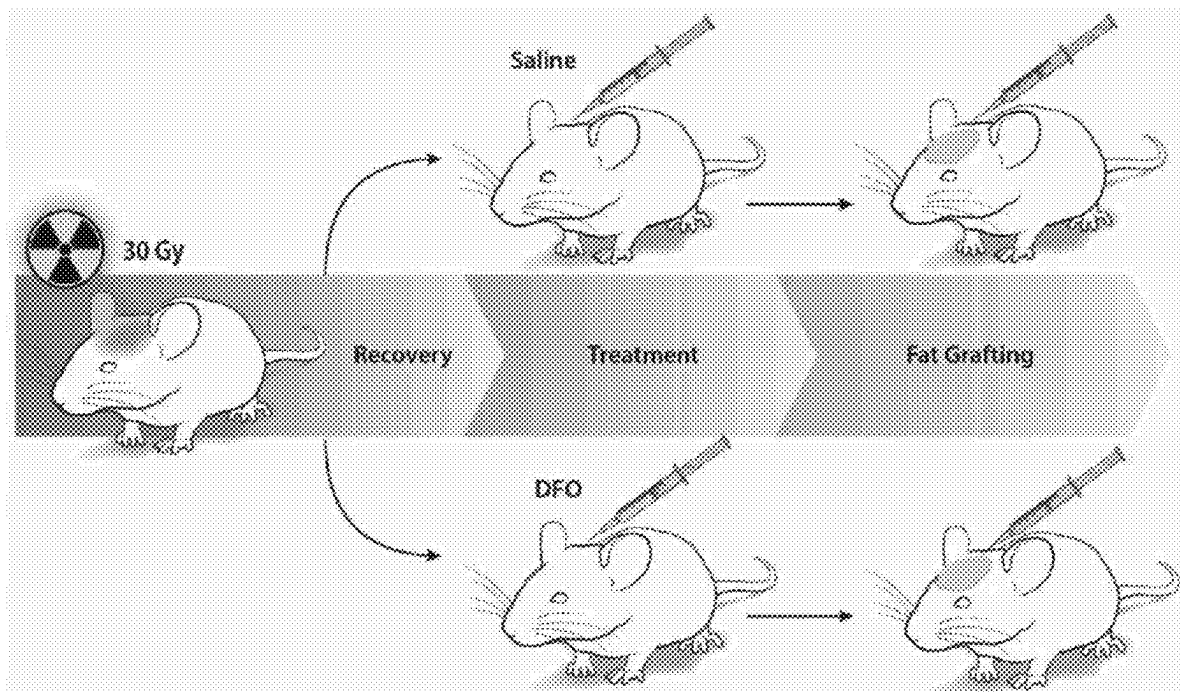 Saline
30 Gy
Recovery
Treatment
Fat Grafting
DFO